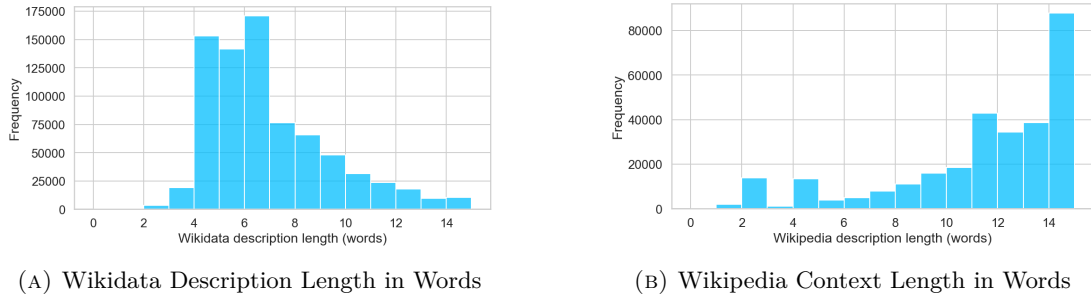 175000
150000
125000
100000
75000
50000
25000
0
Frequency
0 2 4 6 8 10 12 14
Wikidata description length (words)
(A) Wikidata Description Length in Words
80000
60000
40000
20000
0
Frequency
0 2 4 6 8 10 12 14
Wikipedia description length (words)
(B) Wikipedia Context Length in Words